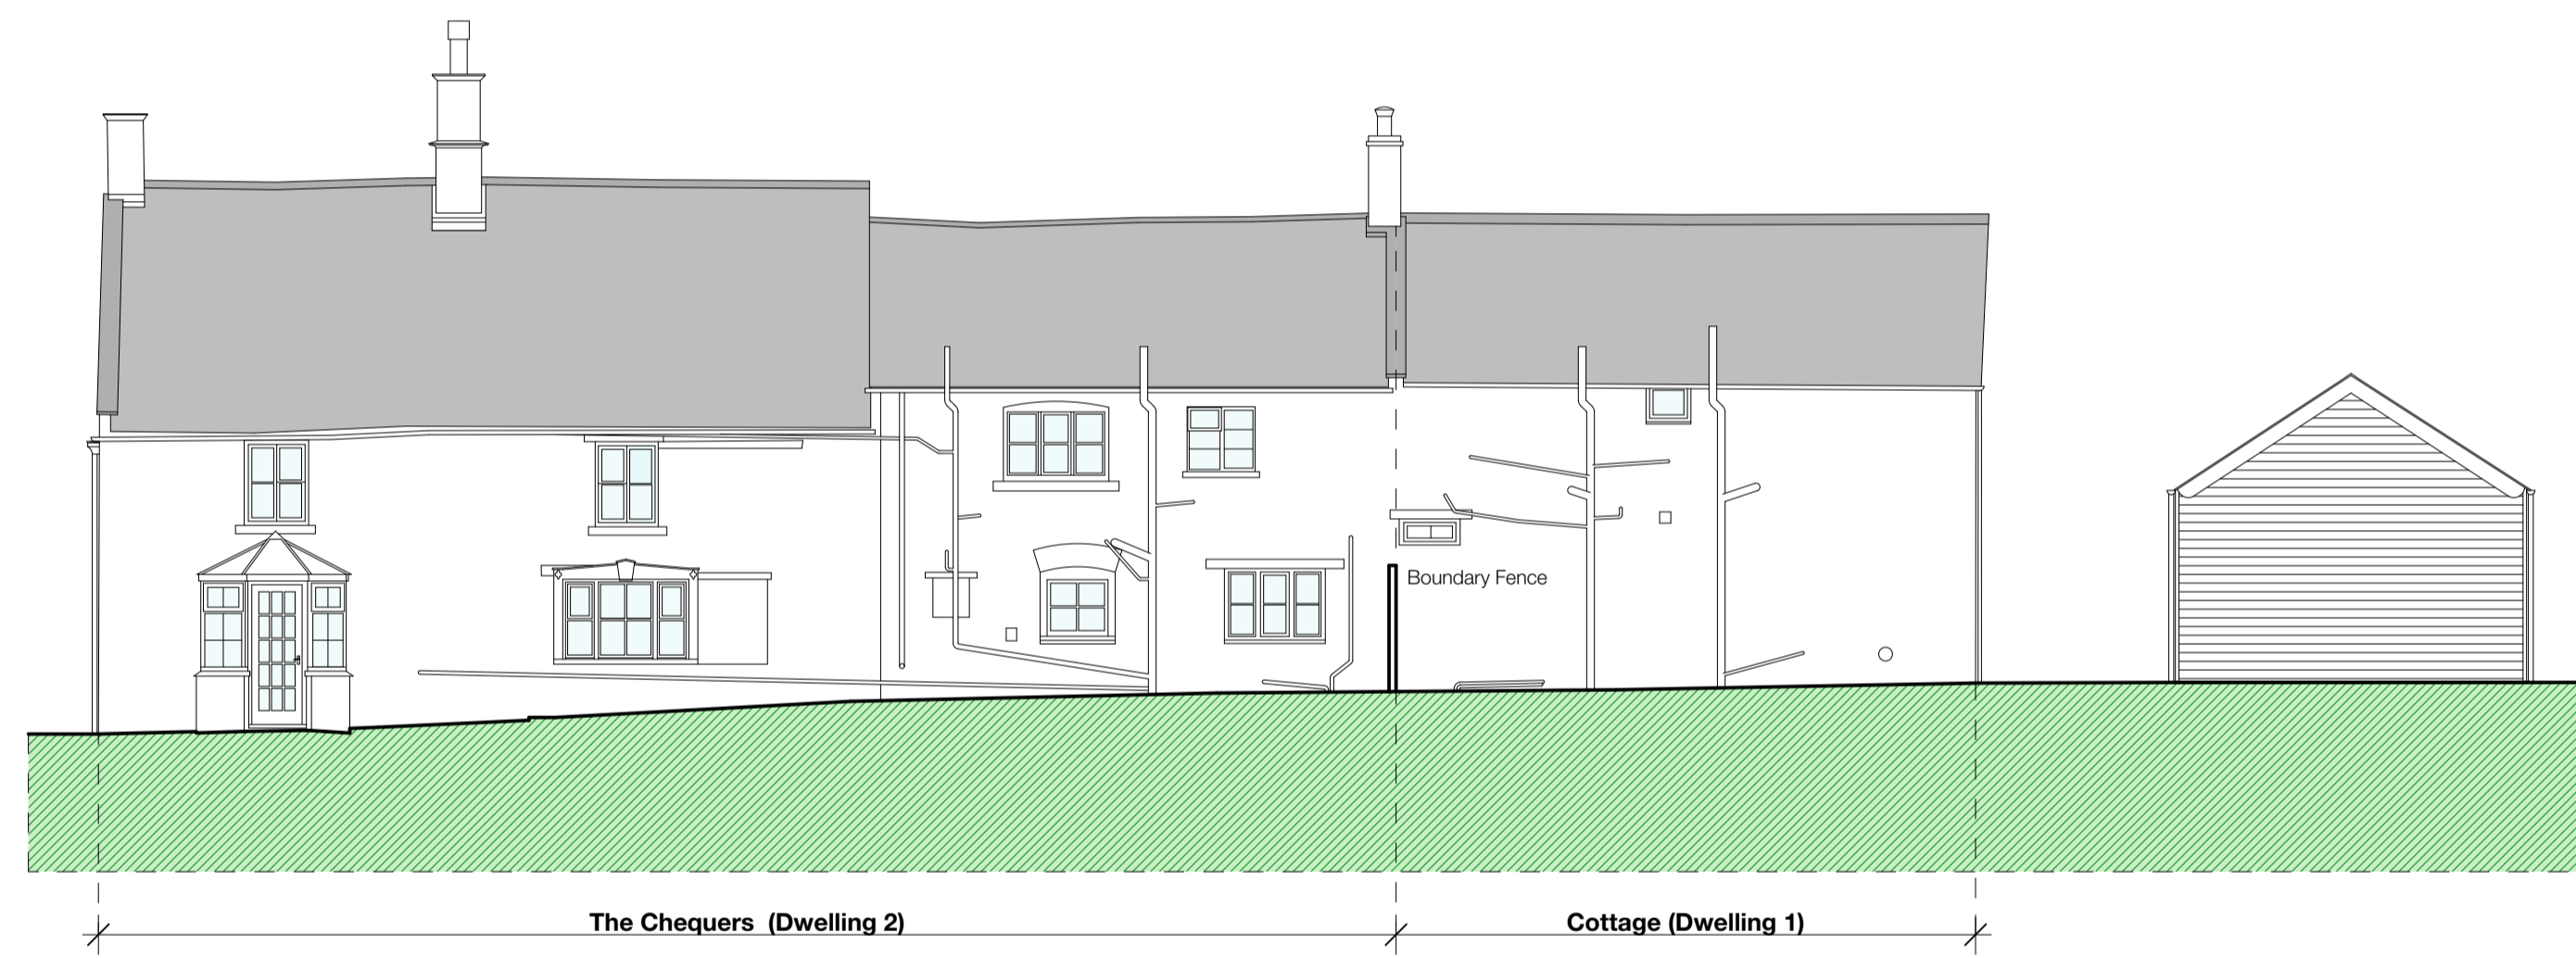 Boundary Fence
The Chequers (Dwelling 2)
Cottage (Dwelling 1)